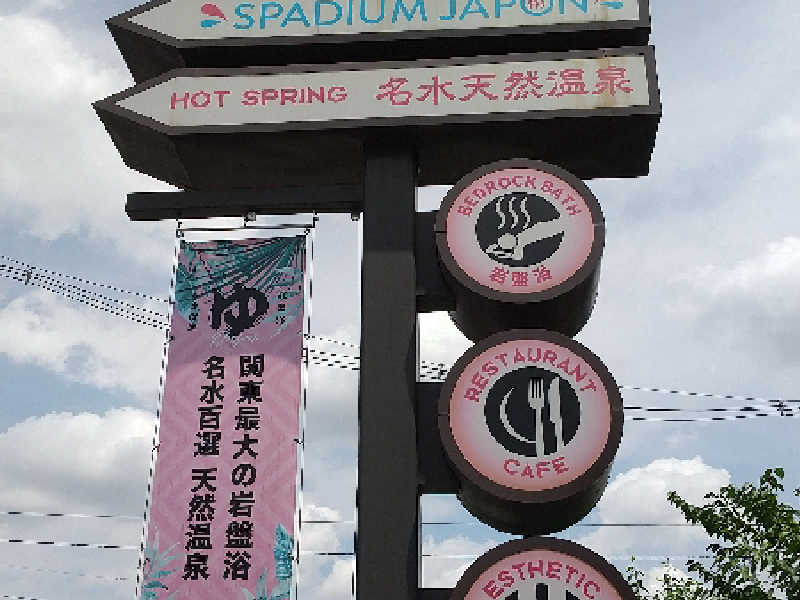 SPADIUM JAPON
HOT SPRING 名水天然温泉
BEDROCK BATH
岩盤浴
RESTAURANT
CAFE
ESTHETIC
ゆ
関東最大の岩盤浴
名水百選 天然温泉